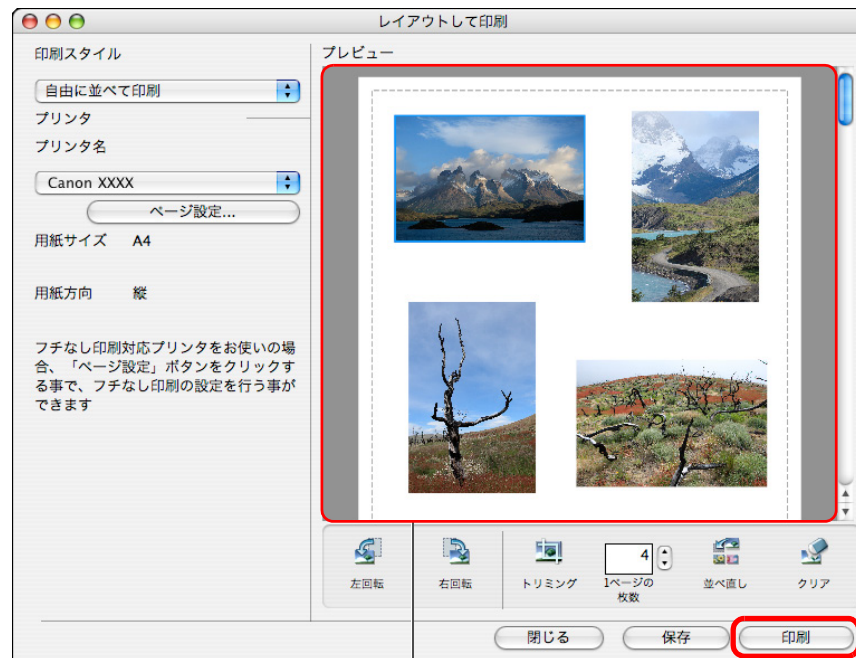 レイアウトして印刷
印刷スタイル
自由に並べて印刷
プリンタ
プリンタ名
Canon XXXX
ページ設定...
用紙サイズ A4
用紙方向 縦
フチなし印刷対応プリンタをお使いの場
合、「ページ設定」ボタンをクリックす
る事で、フチなし印刷の設定を行う事が
できます
プレビュー
左回転
右回転
トリミング
4
1ページの
枚数
並べ直し
クリア
閉じる
保存
印刷